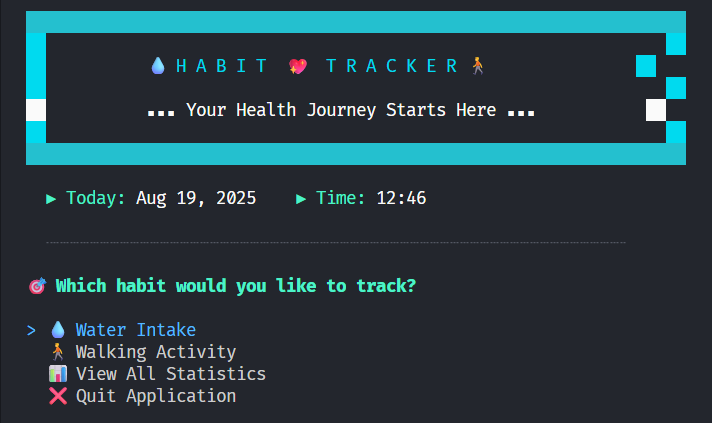 💧 H A B I T 💖 T R A C K E R 🚶
▪▪▪ Your Health Journey Starts Here ▪▪▪
▶ Today: Aug 19, 2025 ▶ Time: 12:46
🎯 Which habit would you like to track?
> 💧 Water Intake
🚶 Walking Activity
📊 View All Statistics
❌ Quit Application